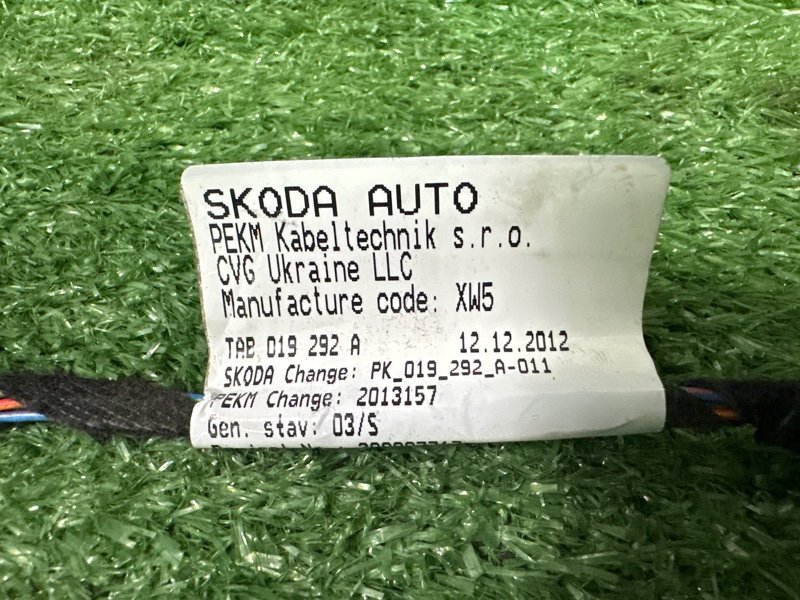 SKODA AUTO
PEKM Kabeltechnik s.r.o.
CVG Ukraine LLC
Manufacture code: XW5
TAB 019 292 A 12.12.2012
SKODA Change: PK_019_292_A-011
PEKM Change: 2013157
Gen. stav: 03/S